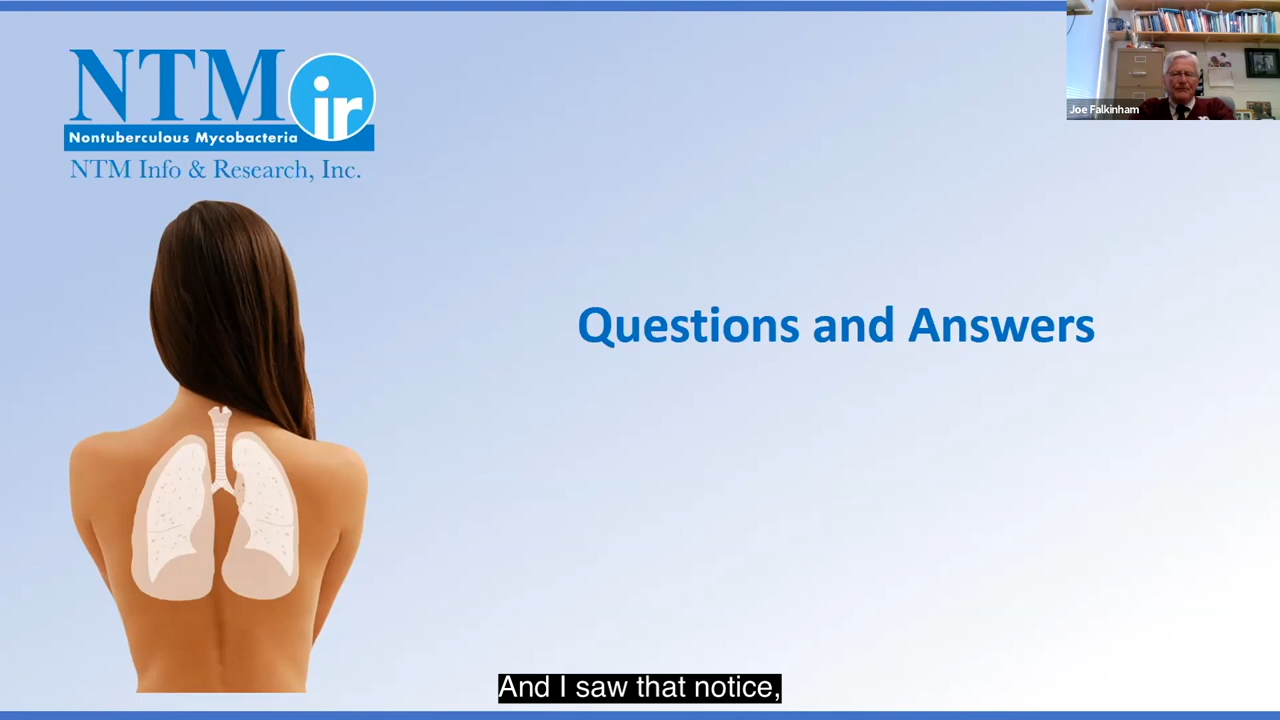 NTM
ir
Nontuberculous Mycobacteria
NTM Info & Research, Inc.
Joe Falkinham
Questions and Answers
And I saw that notice,